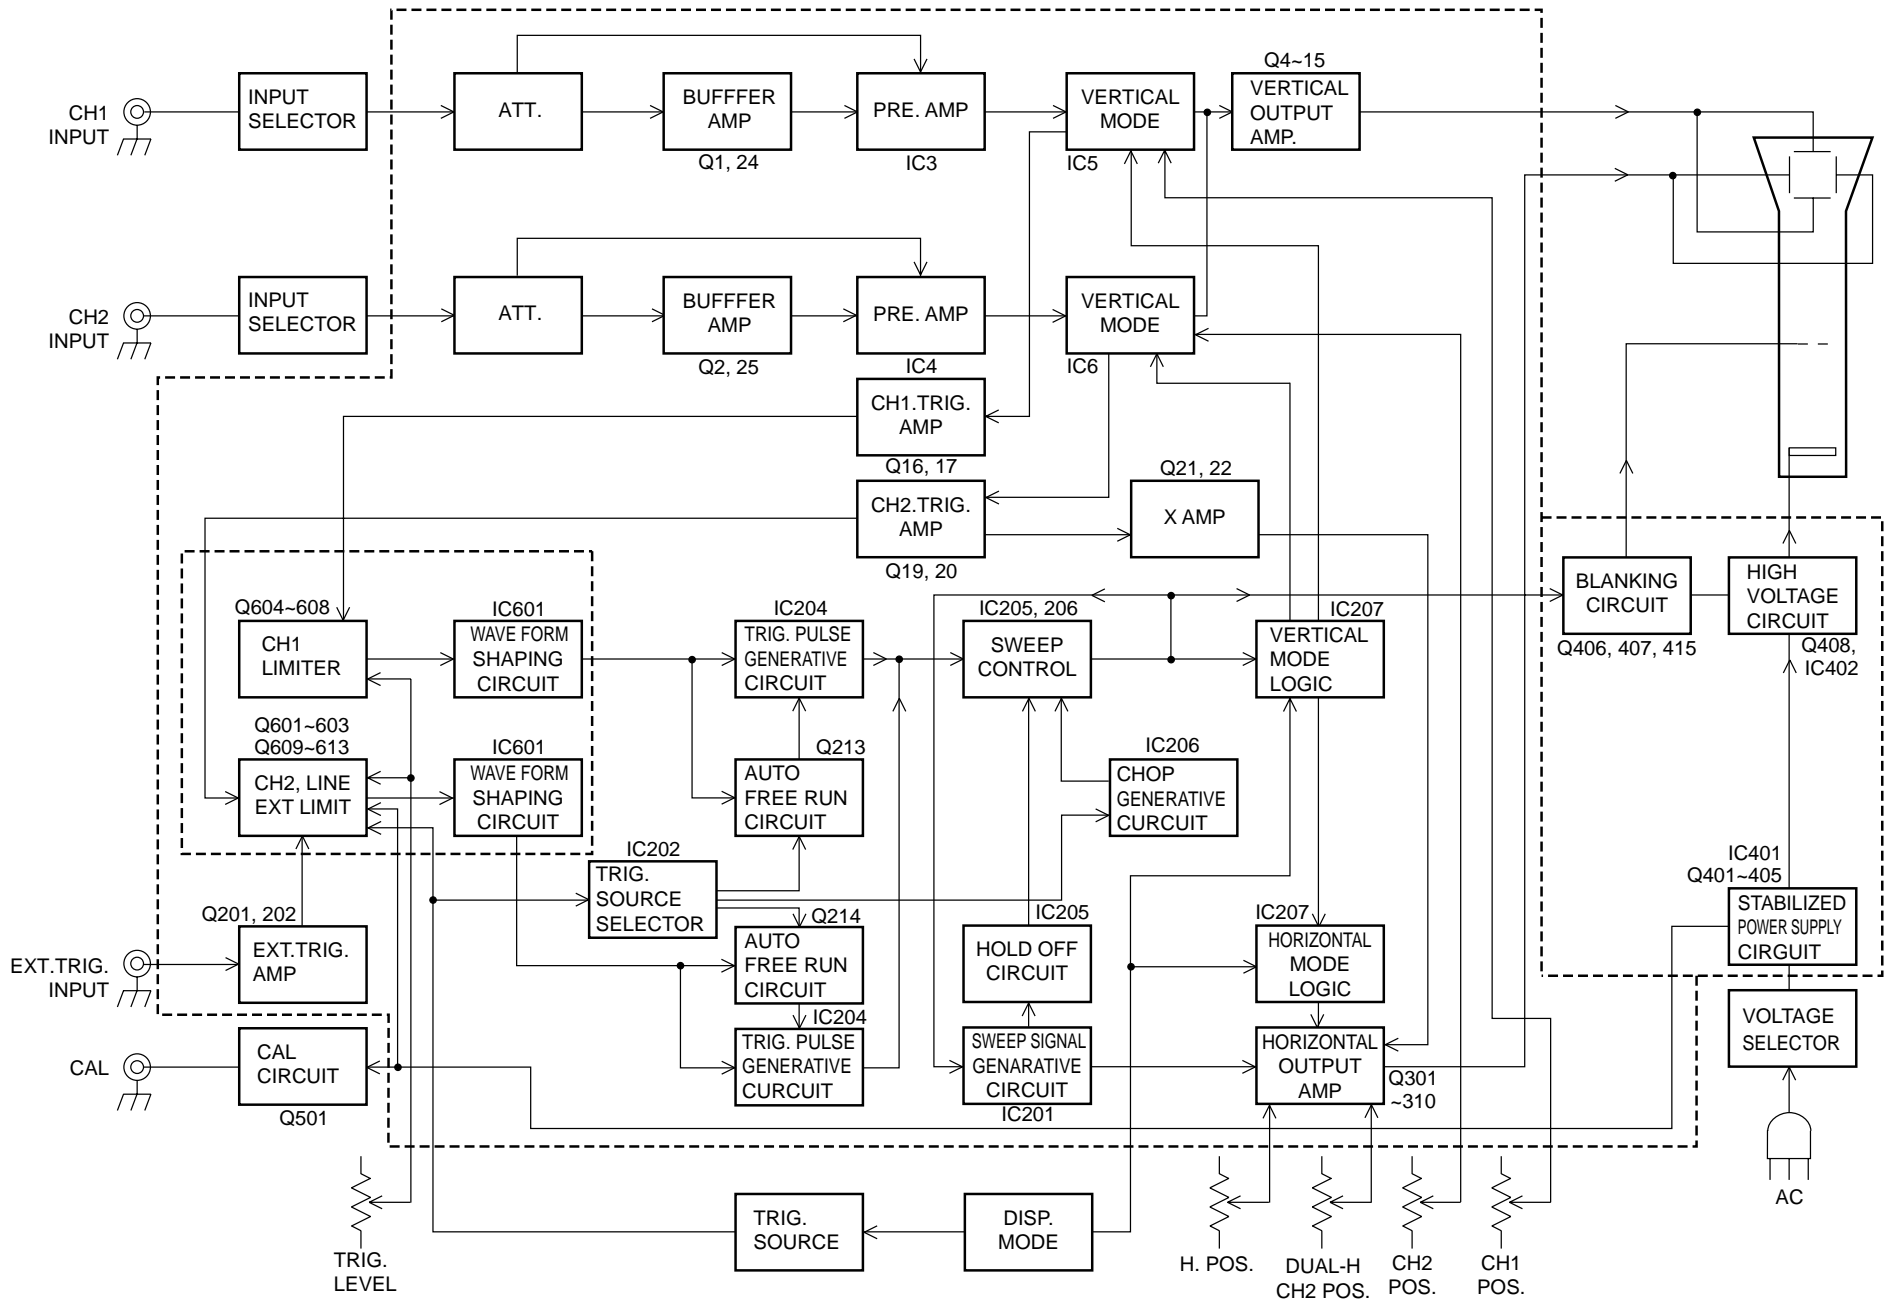 Q4~15
CH1
INPUT
INPUT
SELECTOR
ATT.
BUFFFER
AMP
Q1, 24
PRE. AMP
IC3
VERTICAL
MODE
IC5
VERTICAL
OUTPUT
AMP.
CH2
INPUT
INPUT
SELECTOR
ATT.
BUFFFER
AMP
Q2, 25
PRE. AMP
IC4
VERTICAL
MODE
IC6
CH1.TRIG.
AMP
Q16, 17
CH2.TRIG.
AMP
Q19, 20
Q21, 22
X AMP
Q604~608
CH1
LIMITER
IC601
WAVE FORM
SHAPING
CIRCUIT
IC204
TRIG. PULSE
GENERATIVE
CIRCUIT
IC205, 206
SWEEP
CONTROL
IC207
VERTICAL
MODE
LOGIC
BLANKING
CIRCUIT
Q406, 407, 415
HIGH
VOLTAGE
CIRCUIT
Q408,
IC402
Q601~603
Q609~613
CH2, LINE
EXT LIMIT
IC601
WAVE FORM
SHAPING
CIRCUIT
Q213
AUTO
FREE RUN
CIRCUIT
IC206
CHOP
GENERATIVE
CURCUIT
IC202
TRIG.
SOURCE
SELECTOR
IC401
Q401~405
STABILIZED
POWER SUPPLY
CIRGUIT
Q201, 202
EXT.TRIG.
INPUT
EXT.TRIG.
AMP
Q214
AUTO
FREE RUN
CIRCUIT
IC205
HOLD OFF
CIRCUIT
IC207
HORIZONTAL
MODE
LOGIC
VOLTAGE
SELECTOR
CAL
CAL
CIRCUIT
Q501
IC204
TRIG. PULSE
GENERATIVE
CURCUIT
SWEEP SIGNAL
GENARATIVE
CIRCUIT
IC201
HORIZONTAL
OUTPUT
AMP
Q301
~310
AC
TRIG.
LEVEL
TRIG.
SOURCE
DISP.
MODE
H. POS.
DUAL-H
CH2 POS.
CH2
POS.
CH1
POS.